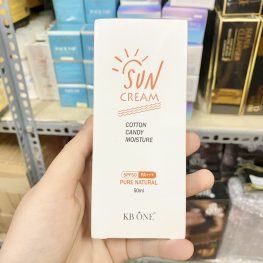 SUN
CREAM
COTTON
CANDY
MOISTURE
SPF50 PA+++
PURE NATURAL
50ml
KB ONE